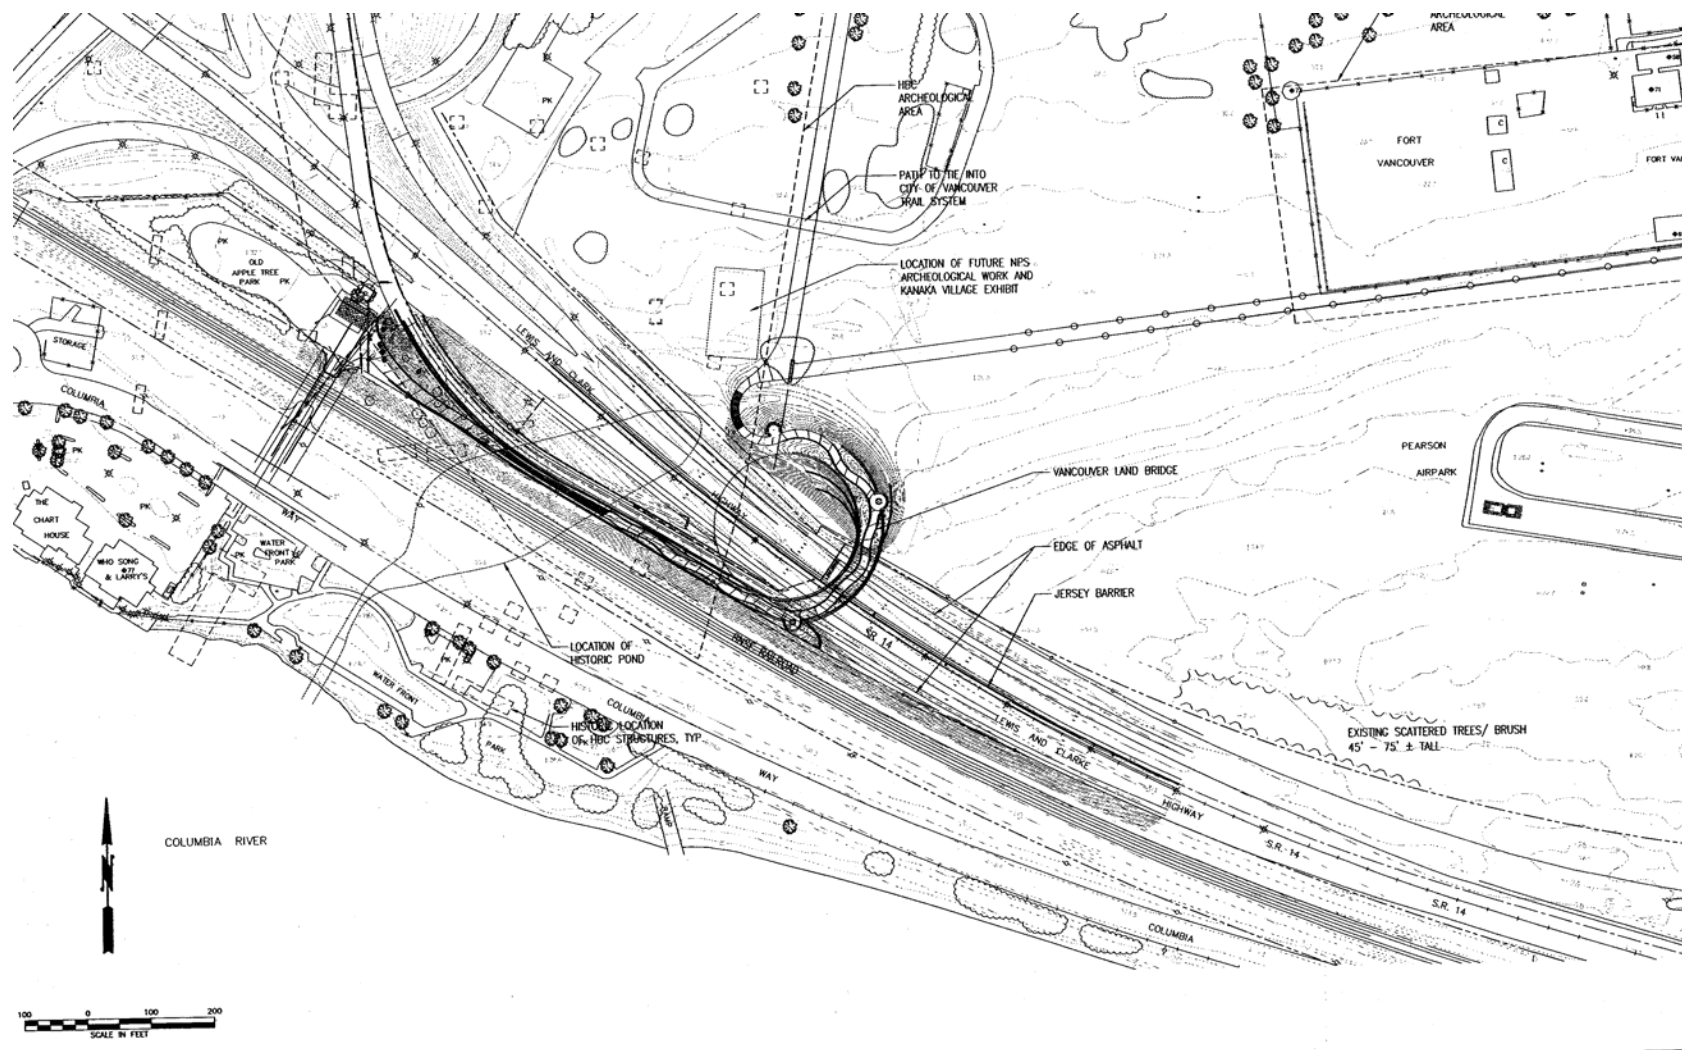 ARCHEOLOGICAL
AREA
HBC
ARCHEOLOGICAL
AREA
PK
FORT
VANCOUVER
C
C
71
FORT VA
PATH TO TIE INTO
CITY OF VANCOUVER
TRAIL SYSTEM
PK
OLD
APPLE TREE
PARK PK
LOCATION OF FUTURE NPS
ARCHEOLOGICAL WORK AND
KANAKA VILLAGE EXHIBIT
STORAGE
LEWIS AND CLARK
HIGHWAY
COLUMBIA
WAY
PK
PK
THE
CHART
HOUSE
WHO SONG
77
& LARRY'S
PK
WATER
FRONT
PARK
PEARSON
AIRPARK
VANCOUVER LAND BRIDGE
EDGE OF ASPHALT
JERSEY BARRIER
LOCATION OF
HISTORIC POND
BNSF RAILROAD
SR 14
PK
WATER FRONT
PARK
COLUMBIA
WAY
HISTORIC LOCATION
OF HBC STRUCTURES, TYP.
LEWIS AND CLARKE
HIGHWAY
EXISTING SCATTERED TREES/ BRUSH
45' - 75' ± TALL
RAMP
S.R. 14
S.R. 14
COLUMBIA
COLUMBIA RIVER
N
100 0 100 200
SCALE IN FEET